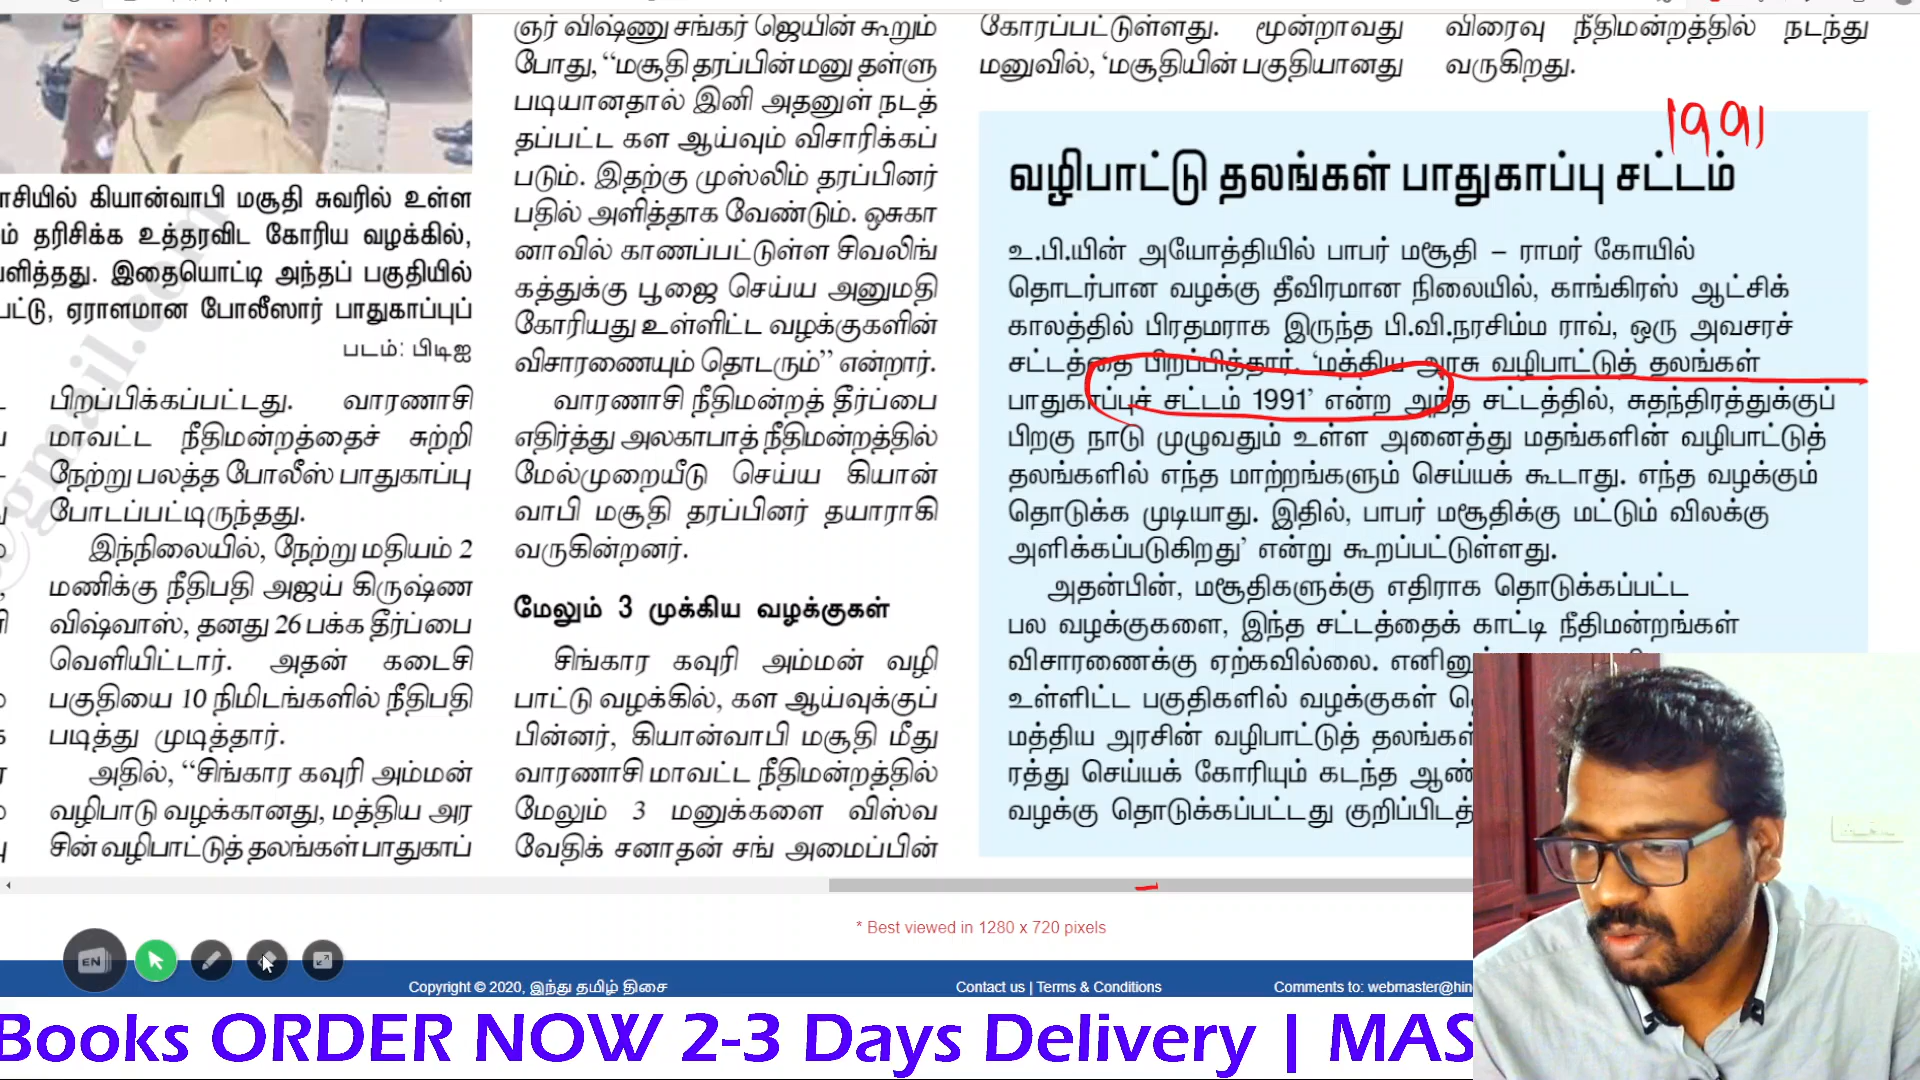 ாசியில் கியான்வாபி மசூதி சுவரில் உள்ள
ம் தரிசிக்க உத்தரவிட கோரிய வழக்கில்,
ளித்தது. இதையொட்டி அந்தப் பகுதியில்
பட்டு, ஏராளமான போலீஸார் பாதுகாப்புப்
படம்: பிடிஐ
பிறப்பிக்கப்பட்டது. வாரணாசி
மாவட்ட நீதிமன்றத்தைச் சுற்றி
நேற்று பலத்த போலீஸ் பாதுகாப்பு
போடப்பட்டிருந்தது.
இந்நிலையில், நேற்று மதியம் 2
மணிக்கு நீதிபதி அஜய் கிருஷ்ண
விஷ்வாஸ், தனது 26 பக்க தீர்ப்பை
வெளியிட்டார். அதன் கடைசி
பகுதியை 10 நிமிடங்களில் நீதிபதி
படித்து முடித்தார்.
அதில், “சிங்கார கவுரி அம்மன்
வழிபாடு வழக்கானது, மத்திய அர
சின் வழிபாட்டுத் தலங்கள் பாதுகாப்
ஞர் விஷ்ணு சங்கர் ஜெயின் கூறும்
போது, “மசூதி தரப்பின் மனு தள்ளு
படியானதால் இனி அதனுள் நடத்
தப்பட்ட கள ஆய்வும் விசாரிக்கப்
படும். இதற்கு முஸ்லிம் தரப்பினர்
பதில் அளித்தாக வேண்டும். ஒசுகா
னாவில் காணப்பட்டுள்ள சிவலிங்
கத்துக்கு பூஜை செய்ய அனுமதி
கோரியது உள்ளிட்ட வழக்குகளின்
விசாரணையும் தொடரும்” என்றார்.
வாரணாசி நீதிமன்றத் தீர்ப்பை
எதிர்த்து அலகாபாத் நீதிமன்றத்தில்
மேல்முறையீடு செய்ய கியான்
வாபி மசூதி தரப்பினர் தயாராகி
வருகின்றனர்.
மேலும் 3 முக்கிய வழக்குகள்
சிங்கார கவுரி அம்மன் வழி
பாட்டு வழக்கில், கள ஆய்வுக்குப்
பின்னர், கியான்வாபி மசூதி மீது
வாரணாசி மாவட்ட நீதிமன்றத்தில்
மேலும் 3 மனுக்களை விஸ்வ
வேதிக் சனாதன் சங் அமைப்பின்
கோரப்பட்டுள்ளது. மூன்றாவது
மனுவில், ‘மசூதியின் பகுதியானது
விரைவு நீதிமன்றத்தில் நடந்து
வருகிறது.
1991
வழிபாட்டு தலங்கள் பாதுகாப்பு சட்டம்
உ.பி.யின் அயோத்தியில் பாபர் மசூதி – ராமர் கோயில்
தொடர்பான வழக்கு தீவிரமான நிலையில், காங்கிரஸ் ஆட்சிக்
காலத்தில் பிரதமராக இருந்த பி.வி.நரசிம்ம ராவ், ஒரு அவசரச்
சட்டத்தை பிறப்பித்தார். ‘மத்திய அரசு வழிபாட்டுத் தலங்கள்
பாதுகாப்புச் சட்டம் 1991’ என்ற அந்த சட்டத்தில், சுதந்திரத்துக்குப்
பிறகு நாடு முழுவதும் உள்ள அனைத்து மதங்களின் வழிபாட்டுத்
தலங்களில் எந்த மாற்றங்களும் செய்யக் கூடாது. எந்த வழக்கும்
தொடுக்க முடியாது. இதில், பாபர் மசூதிக்கு மட்டும் விலக்கு
அளிக்கப்படுகிறது’ என்று கூறப்பட்டுள்ளது.
அதன்பின், மசூதிகளுக்கு எதிராக தொடுக்கப்பட்ட
பல வழக்குகளை, இந்த சட்டத்தைக் காட்டி நீதிமன்றங்கள்
விசாரணைக்கு ஏற்கவில்லை. எனினு
உள்ளிட்ட பகுதிகளில் வழக்குகள்
மத்திய அரசின் வழிபாட்டுத் தலங்கள்
ரத்து செய்யக் கோரியும் கடந்த ஆண்
வழக்கு தொடுக்கப்பட்டது குறிப்பிடத்
@gmail.com
* Best viewed in 1280 x 720 pixels
EN
Copyright © 2020, இந்து தமிழ் திசை
Contact us | Terms & Conditions
Comments to: webmaster@hin
Books ORDER NOW 2-3 Days Delivery | MAS